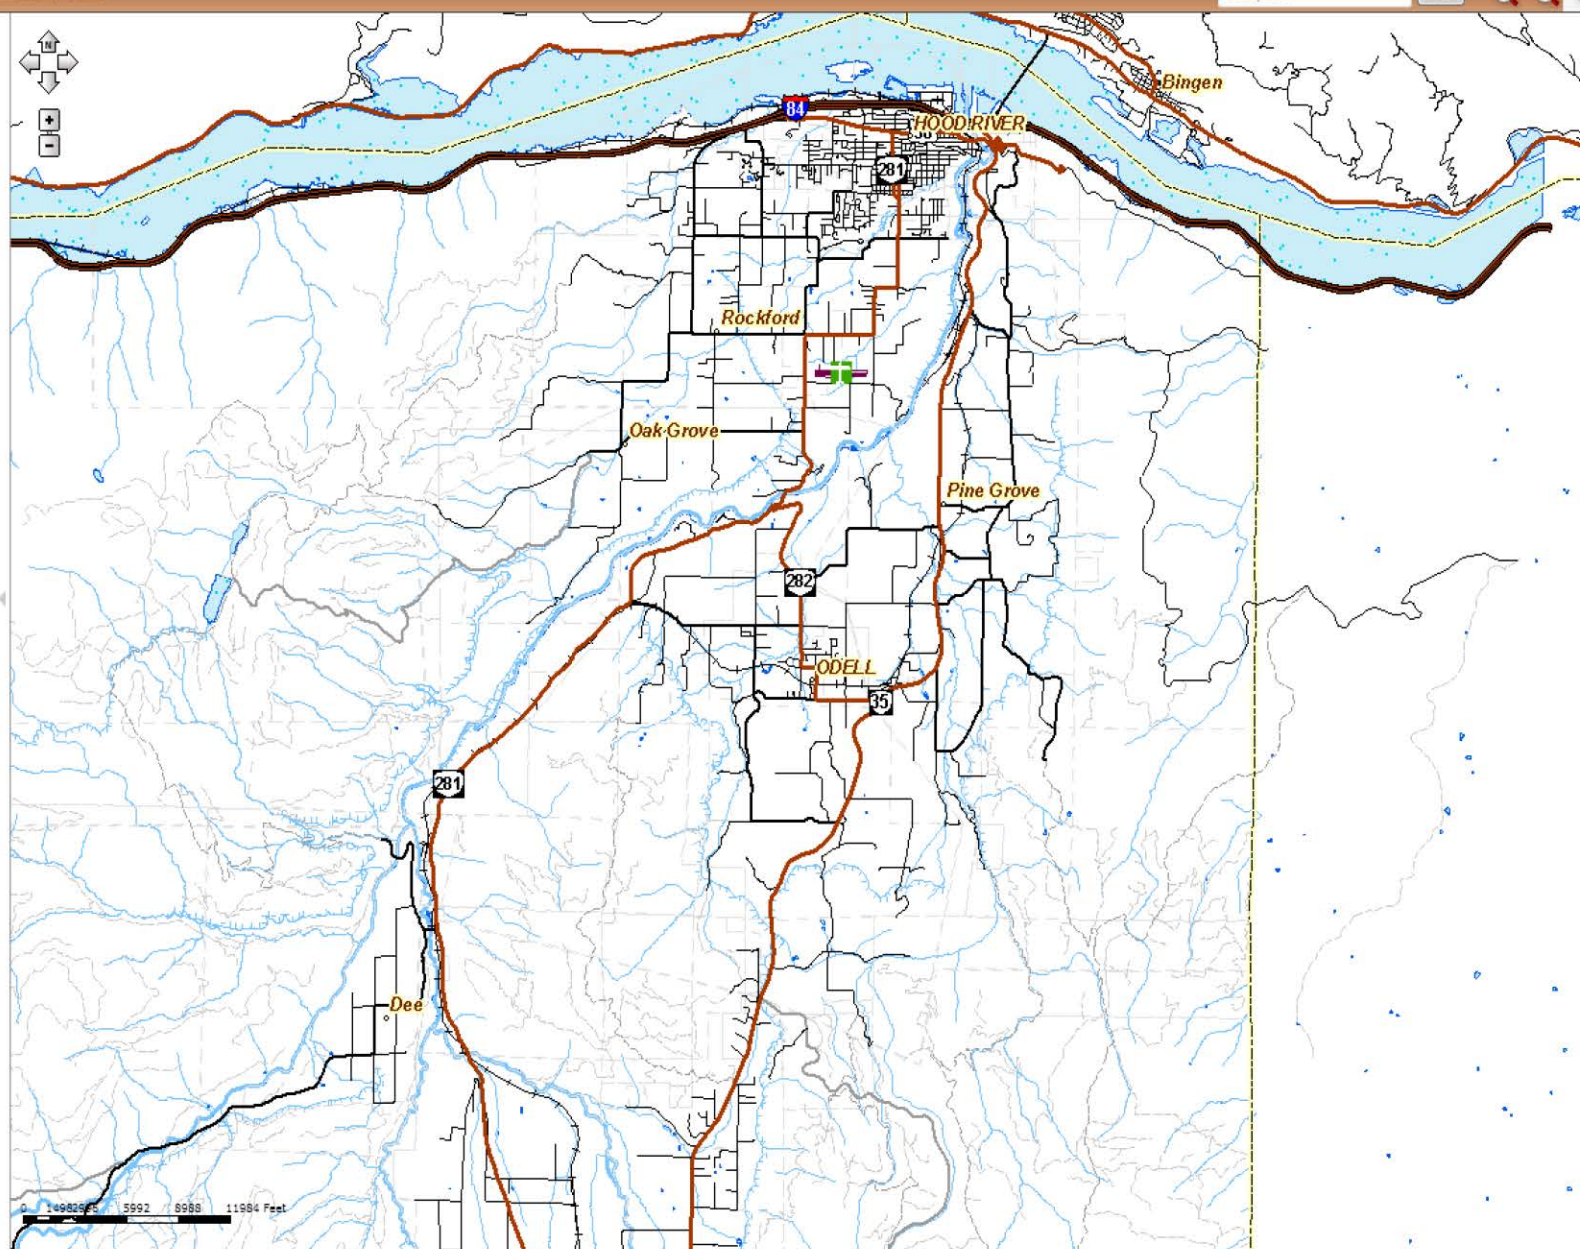 N
Bingen
84
HOOD RIVER
281
Rockford
Oak Grove
Pine Grove
282
ODELL
35
281
Dee
0 5992 8988 11984 Feet